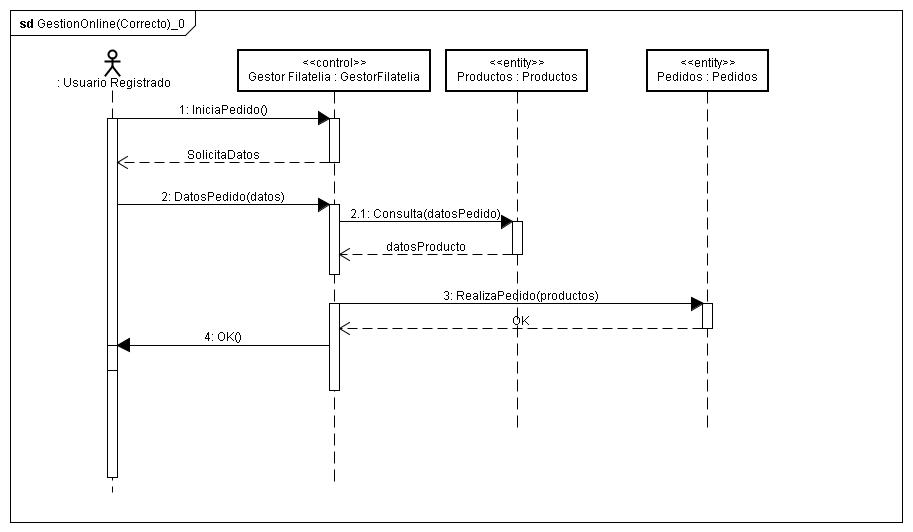 sd GestionOnline(Correcto)_0
: Usuario Registrado
<<control>>
Gestor Filatelia : GestorFilatelia
<<entity>>
Productos : Productos
<<entity>>
Pedidos : Pedidos
1: IniciaPedido()
SolicitaDatos
2: DatosPedido(datos)
2.1: Consulta(datosPedido)
datosProducto
3: RealizaPedido(productos)
OK
4: OK()